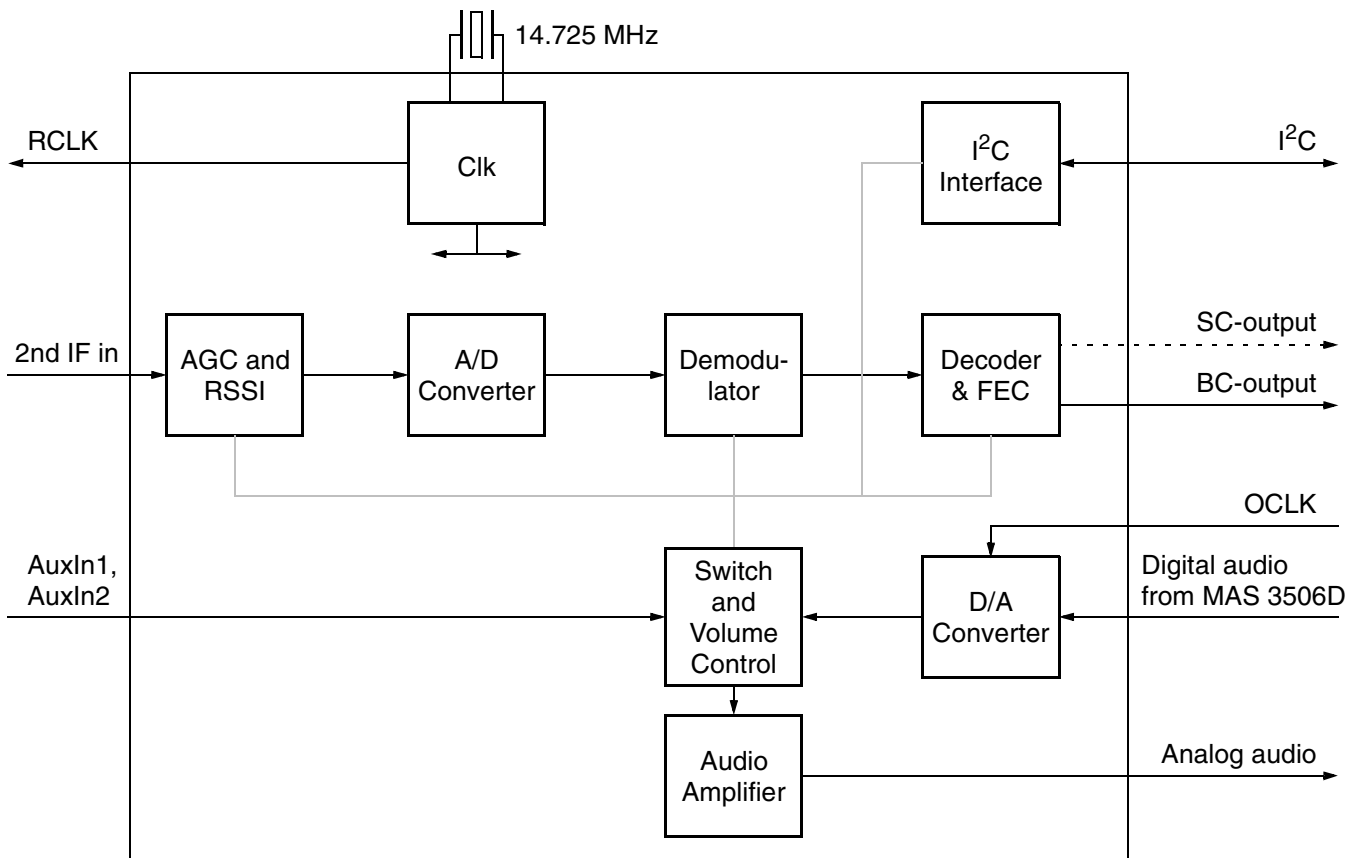 14.725 MHz
RCLK
Clk
I²C
Interface
I²C
2nd IF in
AGC and
RSSI
A/D
Converter
Demodu-
lator
Decoder
& FEC
SC-output
BC-output
OCLK
AuxIn1,
AuxIn2
Switch
and
Volume
Control
D/A
Converter
Digital audio
from MAS 3506D
Audio
Amplifier
Analog audio